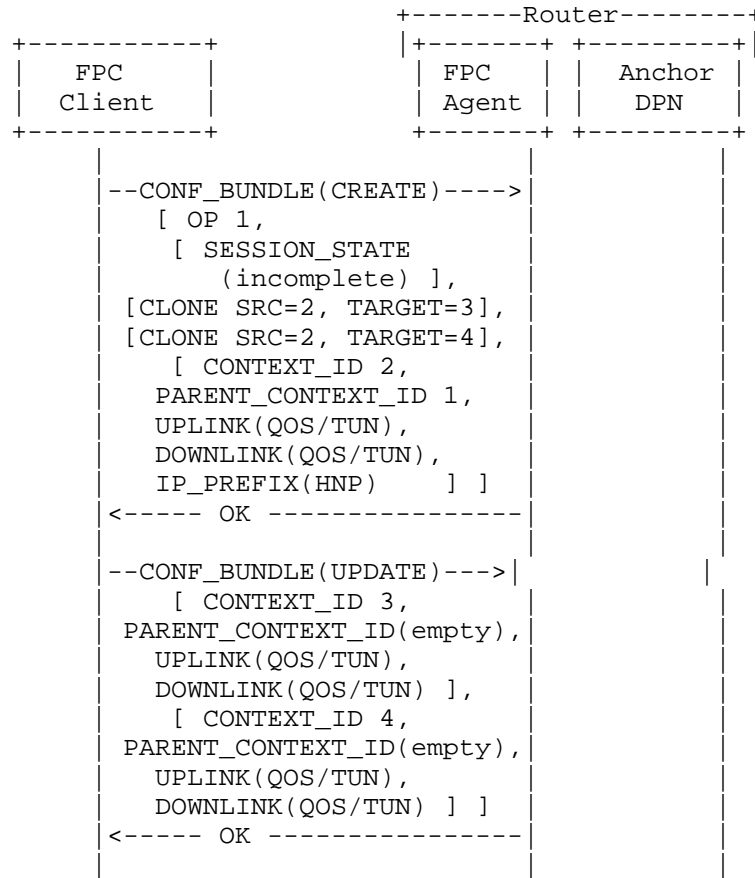 +-------Router--------+
+-----------+ |+-------+ +---------+|
| FPC | | FPC | | Anchor |
| Client | | Agent | | DPN |
+-----------+ +-------+ +---------+
| | |
|--CONF_BUNDLE(CREATE)---->| |
| [ OP 1, | |
| [ SESSION_STATE | |
| (incomplete) ], | |
| [CLONE SRC=2, TARGET=3], | |
| [CLONE SRC=2, TARGET=4], | |
| [ CONTEXT_ID 2, | |
| PARENT_CONTEXT_ID 1, | |
| UPLINK(QOS/TUN), | |
| DOWNLINK(QOS/TUN), | |
| IP_PREFIX(HNP) ] ] | |
|<----- OK ----------------| |
| | |
|--CONF_BUNDLE(UPDATE)--->| |
| [ CONTEXT_ID 3, | |
| PARENT_CONTEXT_ID(empty),| |
| UPLINK(QOS/TUN), | |
| DOWNLINK(QOS/TUN) ], | |
| [ CONTEXT_ID 4, | |
| PARENT_CONTEXT_ID(empty),| |
| UPLINK(QOS/TUN), | |
| DOWNLINK(QOS/TUN) ] ] | |
|<----- OK ----------------| |
| | |